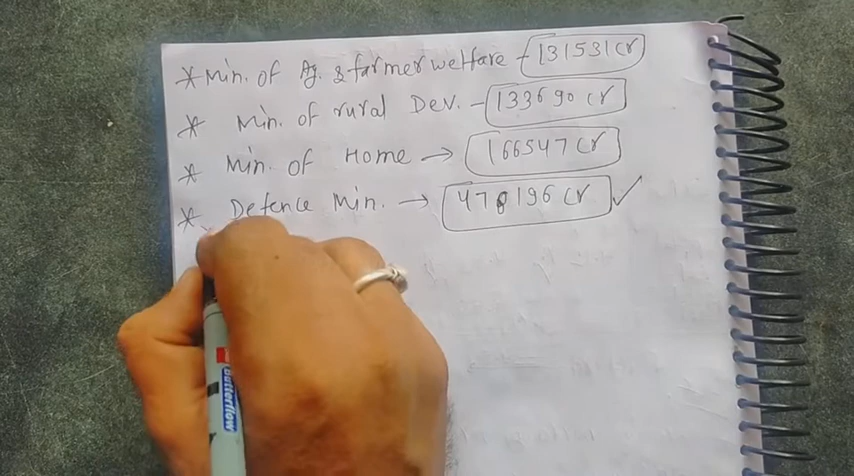 * Min. of Ag. & farmer welfare - 131531 cr
* Min. of rural Dev. - 133690 cr
* Min. of Home → 166547 cr
* Defence Min. → 478196 cr ✓
Butterflow